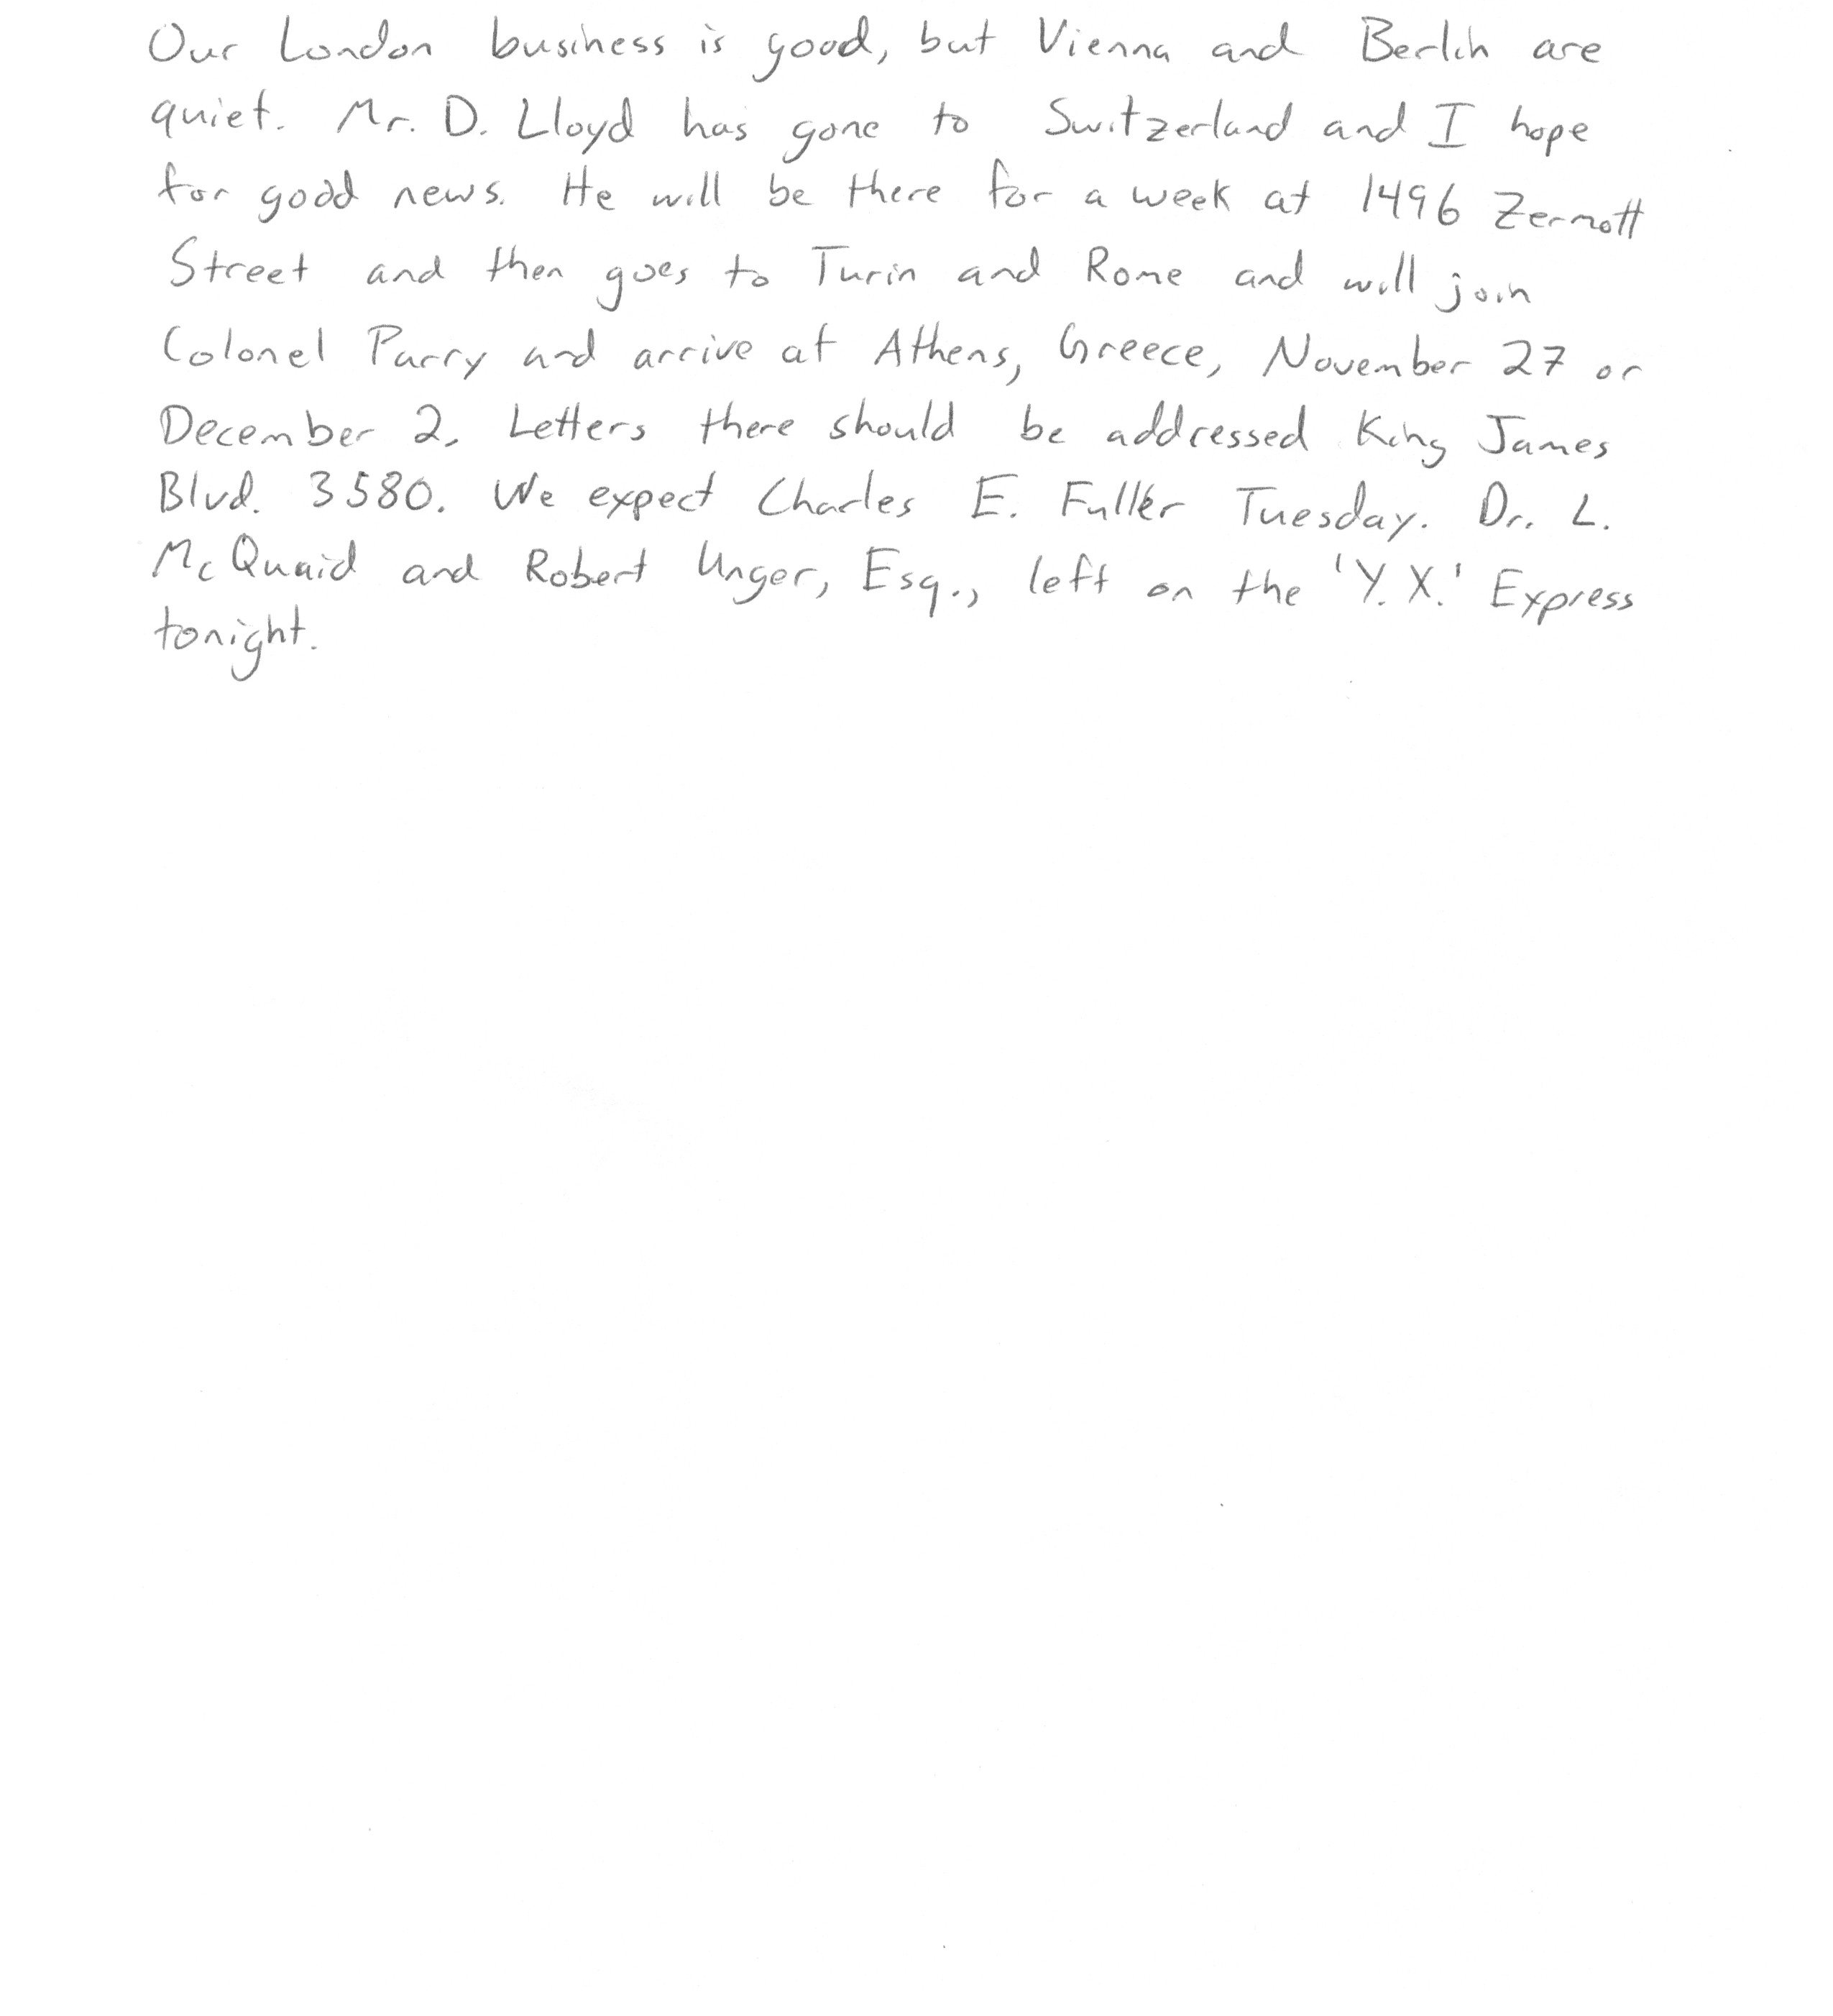 Our London business is good, but Vienna and Berlin are
quiet. Mr. D. Lloyd has gone to Switzerland and I hope
for good news. He will be there for a week at 1496 Zermott
Street and then goes to Turin and Rome and will join
Colonel Parry and arrive at Athens, Greece, November 27 or
December 2. Letters there should be addressed King James
Blvd. 3580. We expect Charles E. Fuller Tuesday. Dr. L.
McQuaid and Robert Unger, Esq., left on the 'Y.X.' Express
tonight.